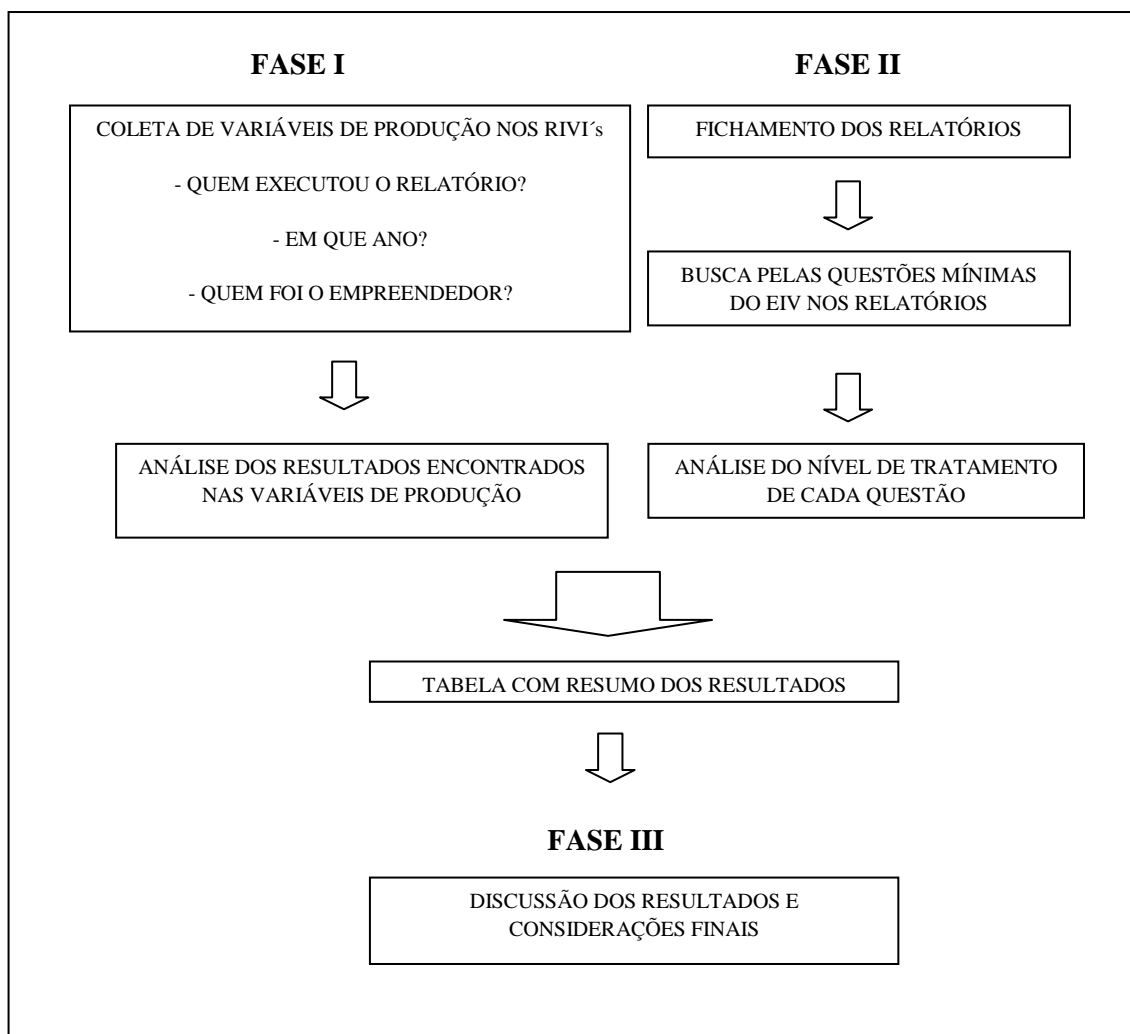 FASE I
COLETA DE VARIÁVEIS DE PRODUÇÃO NOS RIVI´s
- QUEM EXECUTOU O RELATÓRIO?
- EM QUE ANO?
- QUEM FOI O EMPREENDEDOR?
ANÁLISE DOS RESULTADOS ENCONTRADOS
NAS VARIÁVEIS DE PRODUÇÃO
FASE II
FICHAMENTO DOS RELATÓRIOS
BUSCA PELAS QUESTÕES MÍNIMAS
DO EIV NOS RELATÓRIOS
ANÁLISE DO NÍVEL DE TRATAMENTO
DE CADA QUESTÃO
TABELA COM RESUMO DOS RESULTADOS
FASE III
DISCUSSÃO DOS RESULTADOS E
CONSIDERAÇÕES FINAIS